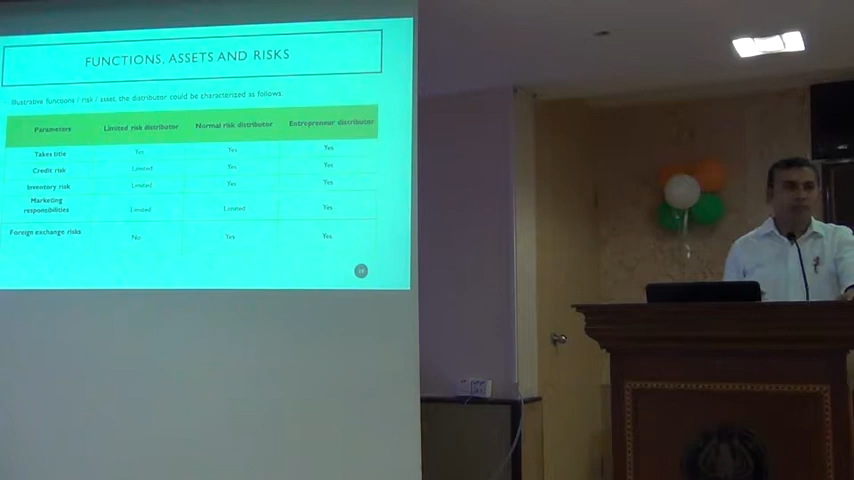 FUNCTIONS, ASSETS AND RISKS
Illustrative functions / risk / asset, the distributor could be characterized as follows.
Parameters Limited risk distributor Normal risk distributor Entrepreneur distributor
Takes title Yes Yes Yes
Credit risk Limited Yes Yes
Inventory risk Limited Yes Yes
Marketing
responsibilities Limited Limited Yes
Foreign exchange risks No Yes Yes